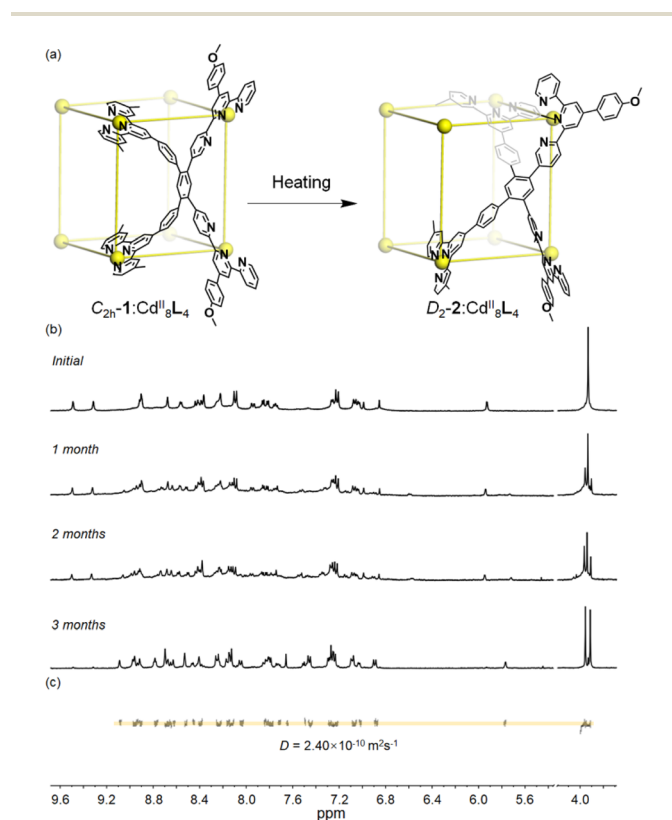 (a)
Heating
C2h-1:CdII8L4
D2-2:CdII8L4
(b)
Initial
1 month
2 months
3 months
(c)
D = 2.40×10-10 m2s-1
9.6 9.2 8.8 8.4 8.0 7.6 7.2 6.8 6.4 6.0 5.6 4.0
ppm